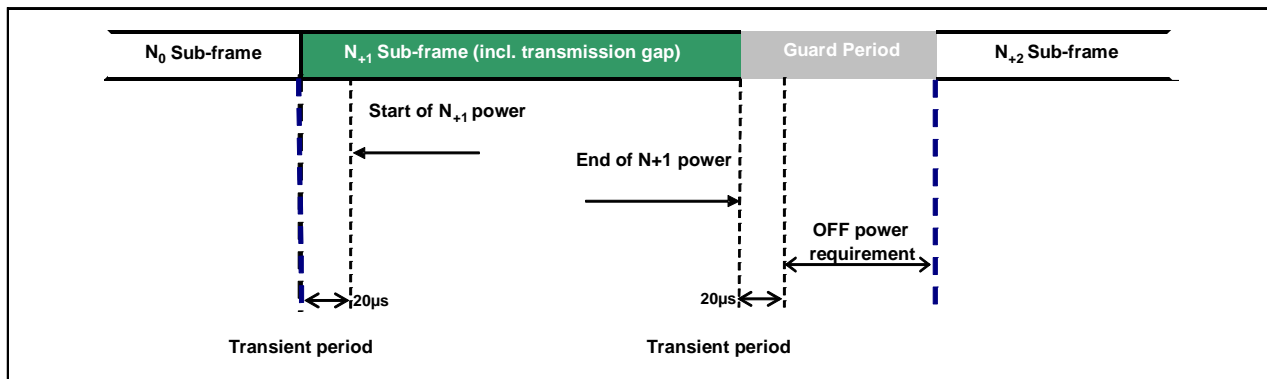 N0 Sub-frame
N+1 Sub-frame (incl. transmission gap)
Guard Period
N+2 Sub-frame
Start of N+1 power
End of N+1 power
OFF power
requirement
20µs
20µs
Transient period
Transient period